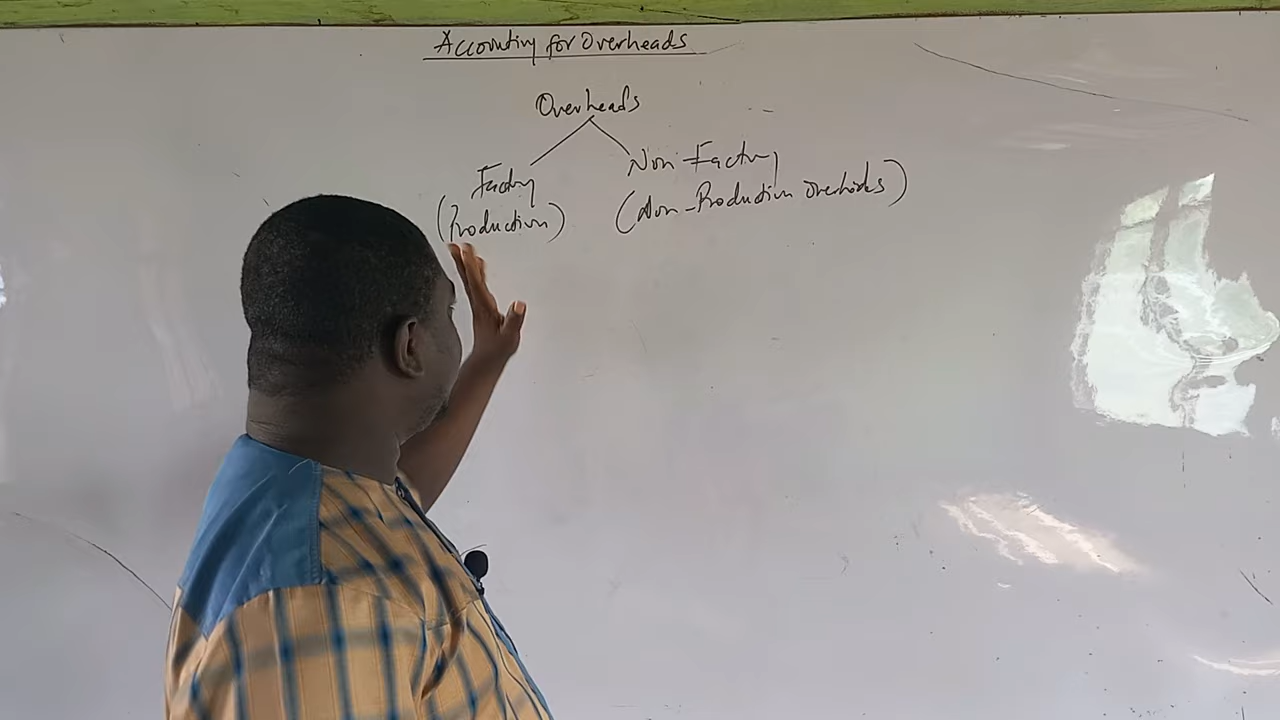 Accounting for Overheads
Overheads
Factory
(Production)
Non-Factory
(Non-Production overheads)